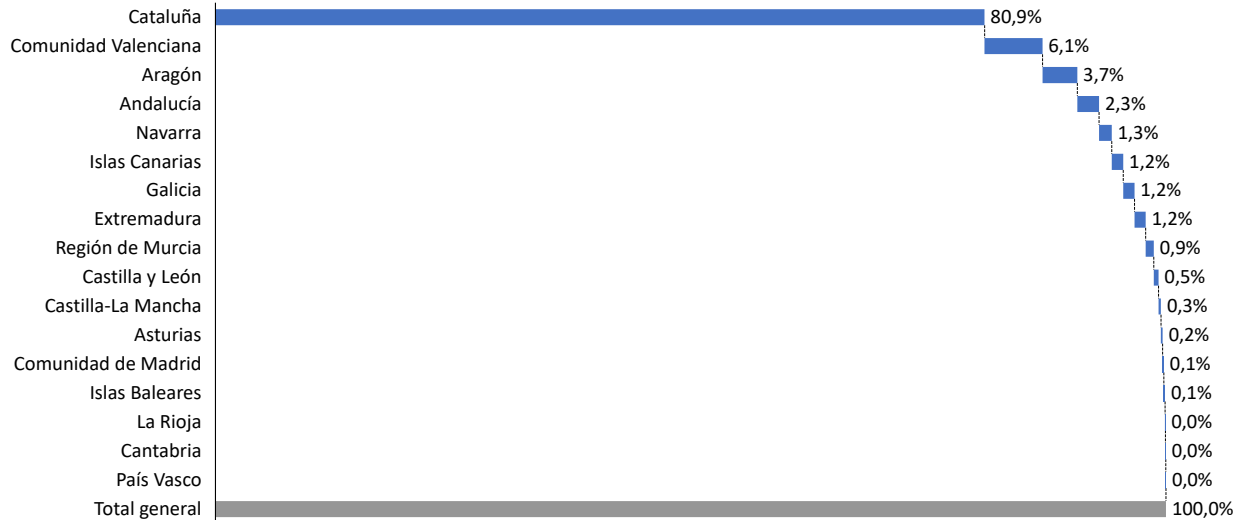 Cataluña 80,9%
Comunidad Valenciana 6,1%
Aragón 3,7%
Andalucía 2,3%
Navarra 1,3%
Islas Canarias 1,2%
Galicia 1,2%
Extremadura 1,2%
Región de Murcia 0,9%
Castilla y León 0,5%
Castilla-La Mancha 0,3%
Asturias 0,2%
Comunidad de Madrid 0,1%
Islas Baleares 0,1%
La Rioja 0,0%
Cantabria 0,0%
País Vasco 0,0%
Total general 100,0%